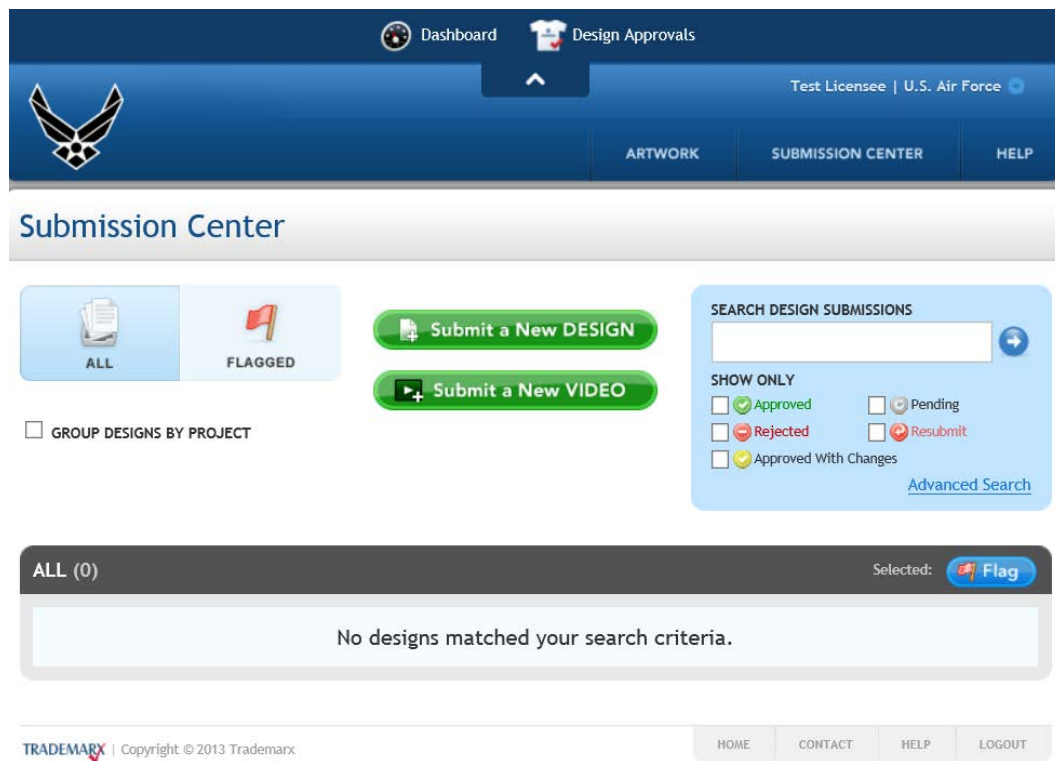 Dashboard
Design Approvals
Test Licensee | U.S. Air Force
ARTWORK
SUBMISSION CENTER
HELP
Submission Center
ALL
FLAGGED
Submit a New DESIGN
Submit a New VIDEO
GROUP DESIGNS BY PROJECT
SEARCH DESIGN SUBMISSIONS
SHOW ONLY
Approved
Pending
Rejected
Resubmit
Approved With Changes
Advanced Search
ALL (0)
Selected:
Flag
No designs matched your search criteria.
TRADEMARX | Copyright © 2013 Trademarx
HOME
CONTACT
HELP
LOGOUT